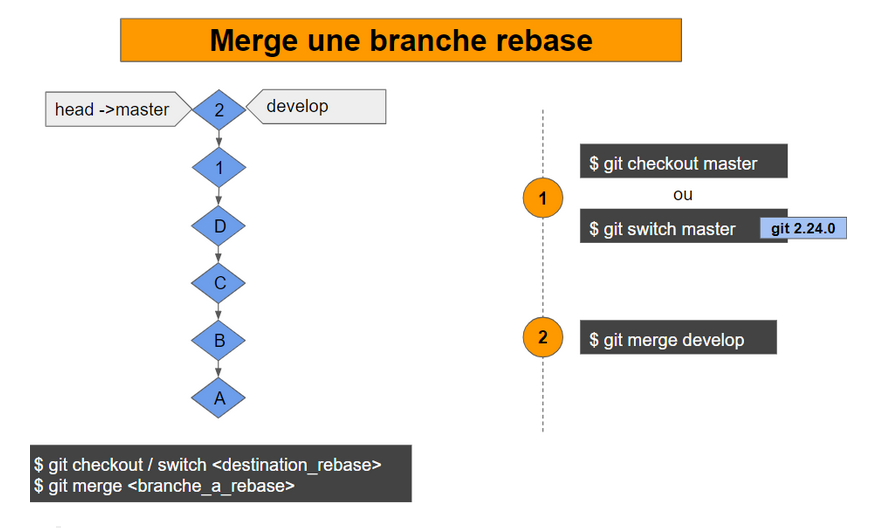 Merge une branche rebase
head ->master
2
develop
1
D
C
B
A
$ git checkout / switch <destination_rebase>
$ git merge <branche_a_rebase>
1
$ git checkout master
ou
$ git switch master
git 2.24.0
2
$ git merge develop